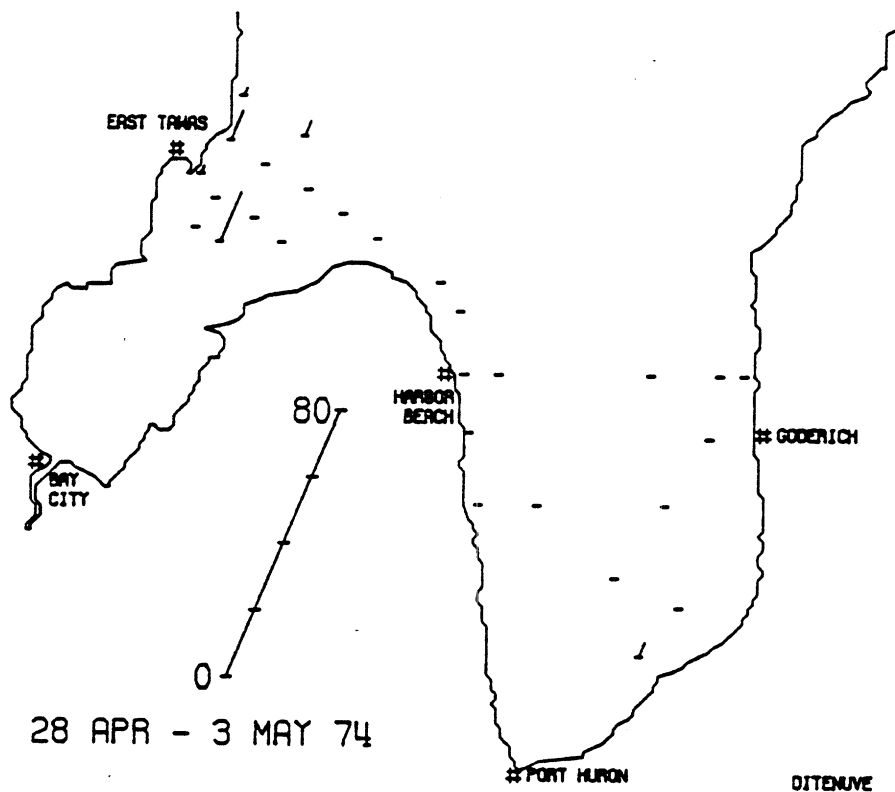 EAST TAWAS
#
#
HARBOR
BEACH
80
# GODERICH
#
BAY
CITY
0
28 APR - 3 MAY 74
# PORT HURON
DITENUVE